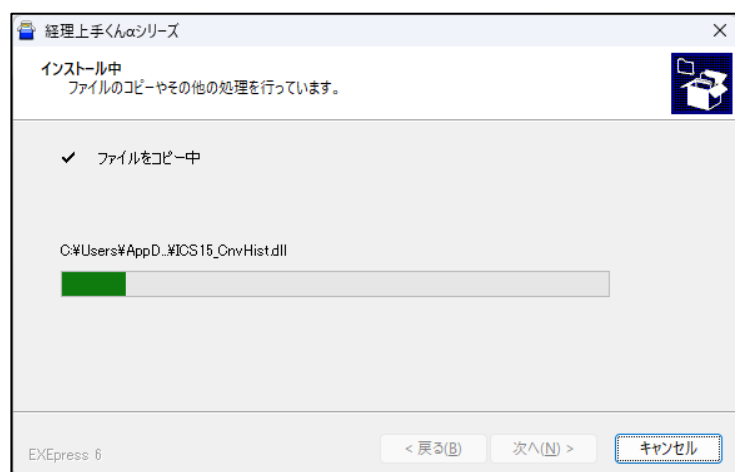 経理上手くんαシリーズ
インストール中
ファイルのコピーやその他の処理を行っています。
ファイルをコピー中
C:¥Users¥AppD...¥ICS15_CnvHist.dll
EXEpress 6
< 戻る(B)
次へ(N) >
キャンセル